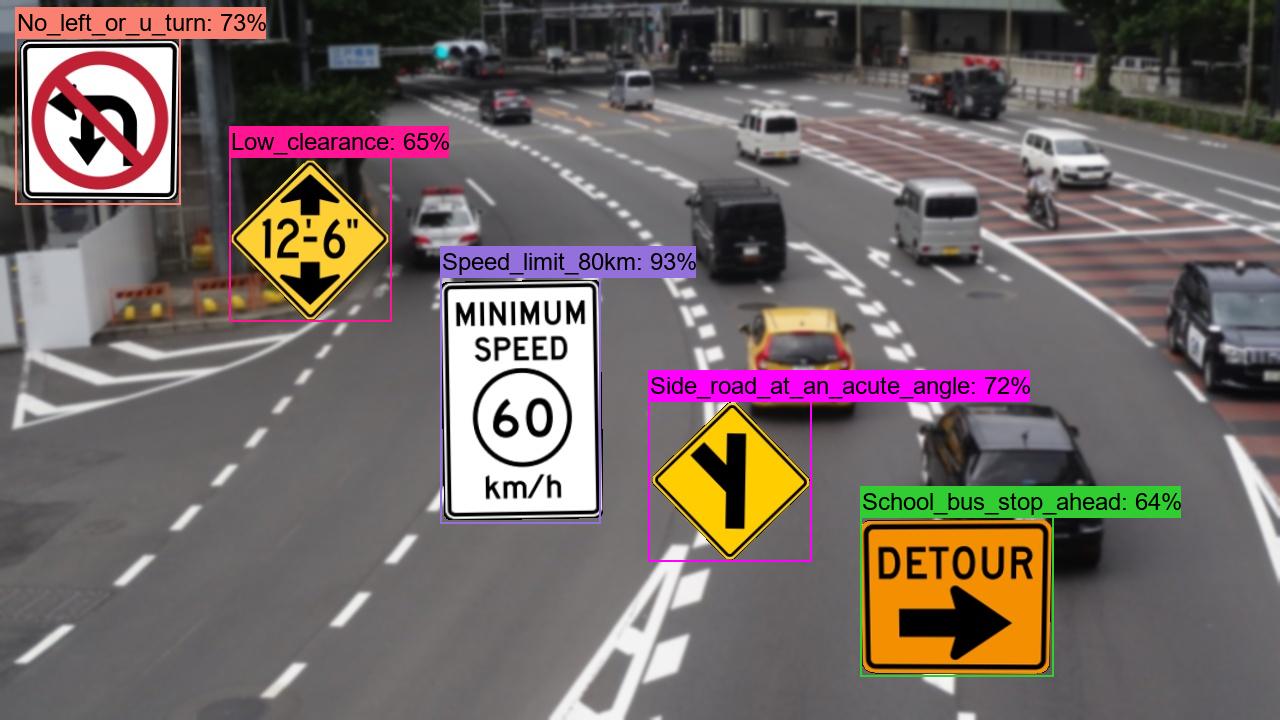 No_left_or_u_turn: 73%
Low_clearance: 65%
12'-6"
Speed_limit_80km: 93%
MINIMUM
SPEED
60
km/h
Side_road_at_an_acute_angle: 72%
School_bus_stop_ahead: 64%
DETOUR